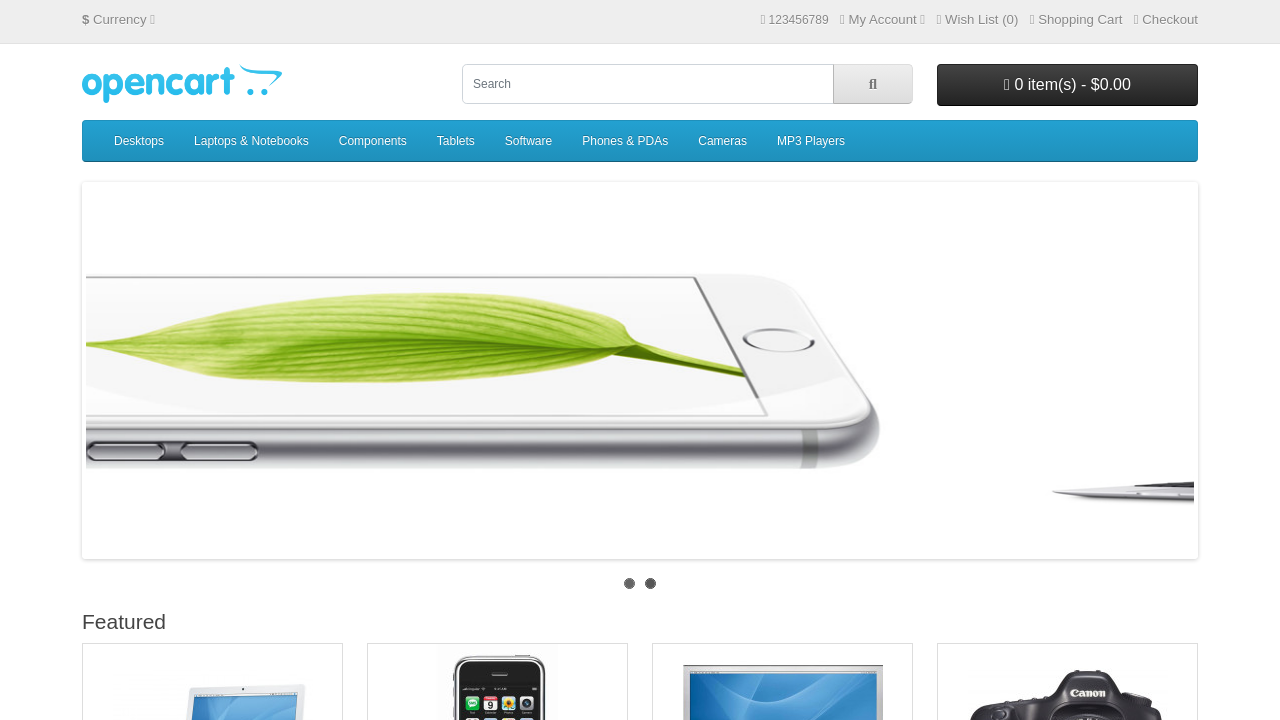 $ Currency
123456789 My Account Wish List (0) Shopping Cart Checkout
opencart
Search
0 item(s) - $0.00
Desktops Laptops & Notebooks Components Tablets Software Phones & PDAs Cameras MP3 Players
Featured
Canon